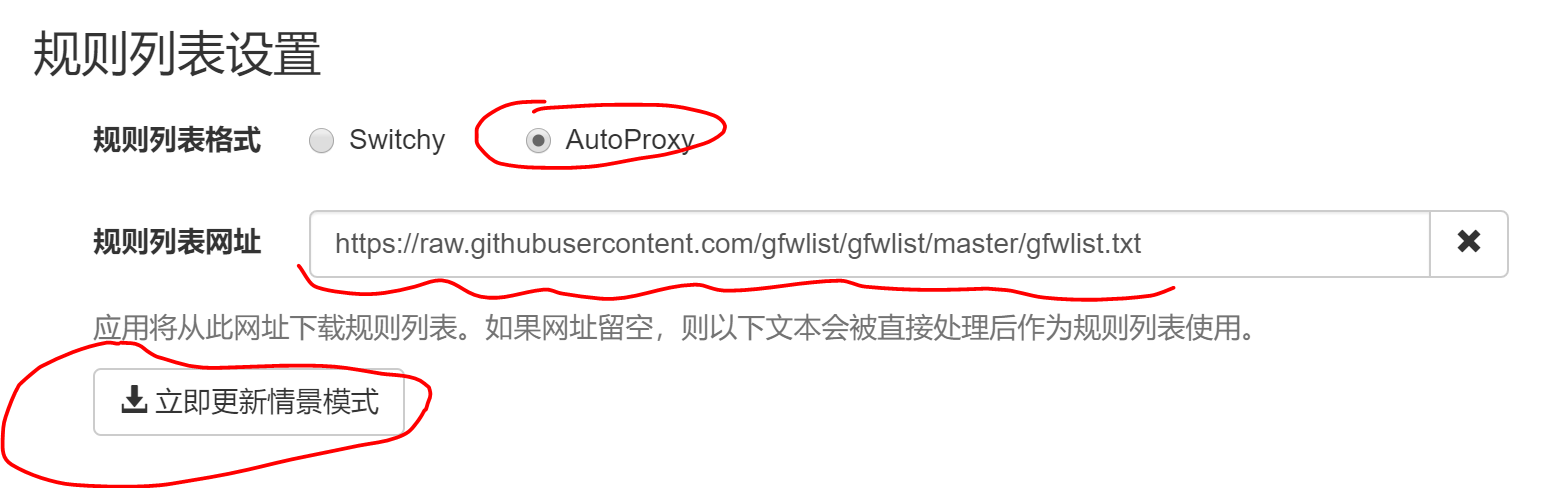 规则列表设置
规则列表格式 Switchy AutoProxy
规则列表网址 https://raw.githubusercontent.com/gfwlist/gfwlist/master/gfwlist.txt
应用将从此网址下载规则列表。如果网址留空，则以下文本会被直接处理后作为规则列表使用。
立即更新情景模式